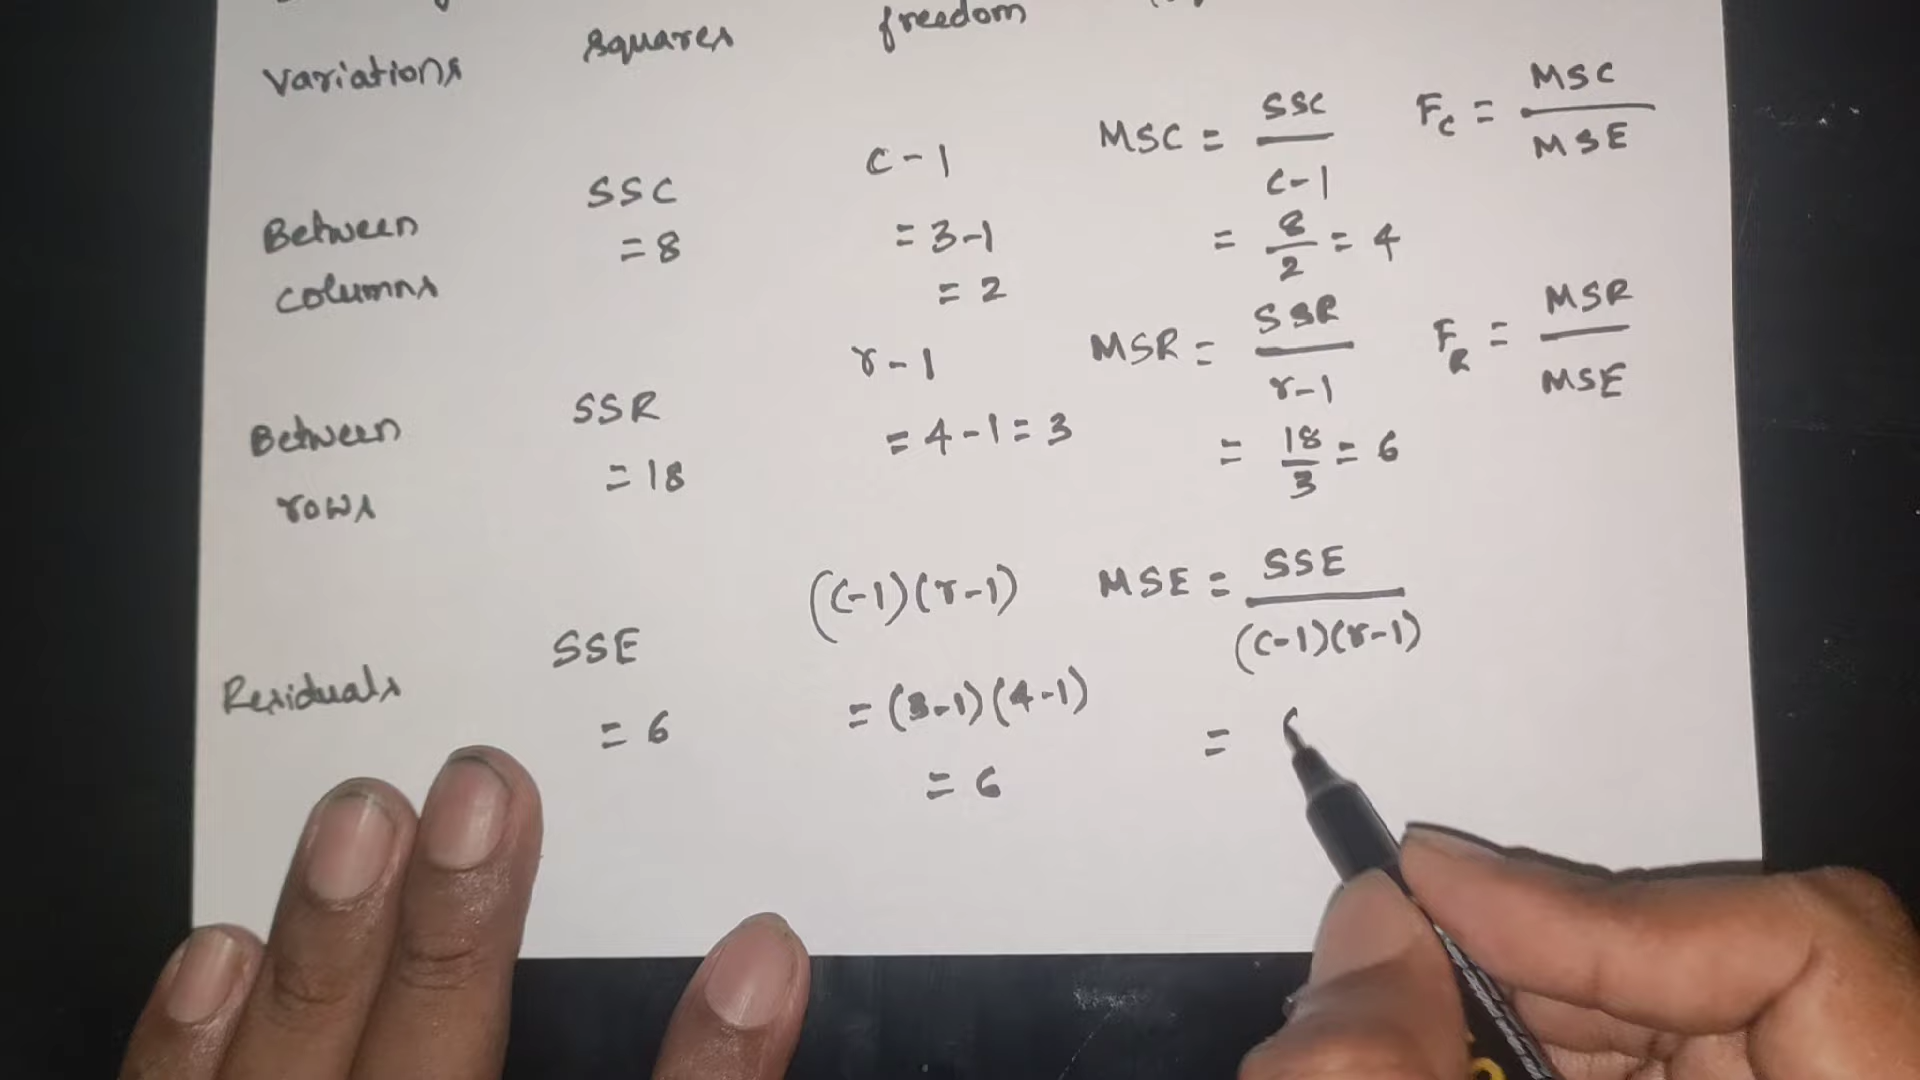 Variations squares freedom
Between columns
SSC
= 8
c - 1
= 3-1
= 2
MSC = SSC / c-1
= 8/2 = 4
F_C = MSC / MSE
Between rows
SSR
= 18
r - 1
= 4-1 = 3
MSR = SSR / r-1
= 18/3 = 6
F_R = MSR / MSE
Residuals
SSE
= 6
(c-1)(r-1)
= (3-1)(4-1)
= 6
MSE = SSE / (c-1)(r-1)
=